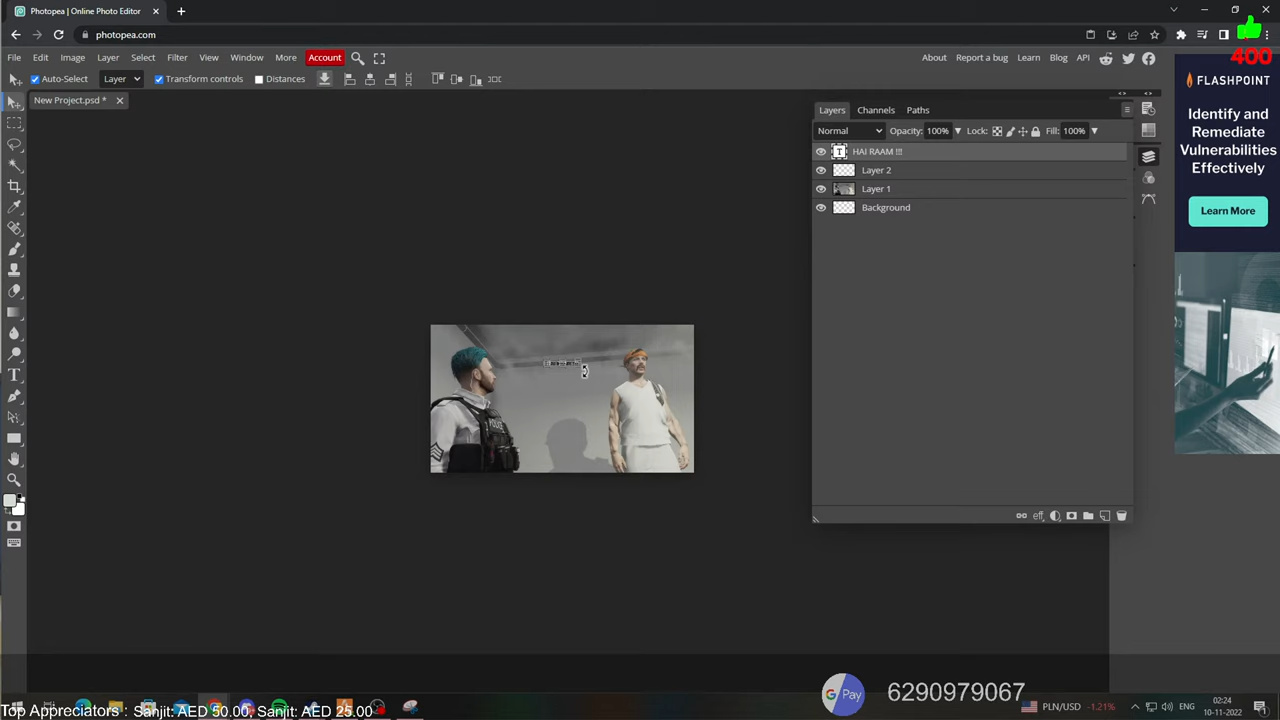 Photopea | Online Photo Editor
photopea.com
400
File Edit Image Layer Select Filter View Window More Account
About Report a bug Learn Blog API
Auto-Select Layer Transform controls Distances
New Project.psd *
Layers Channels Paths
Normal Opacity: 100% Lock: Fill: 100%
HAI RAAM !!!
Layer 2
Layer 1
Background
eff
POLICE
FLASHPOINT
Identify and
Remediate
Vulnerabilities
Effectively
Learn More
Top Appreciators : Sanjit: AED 50.00, Sanjit: AED 25.00
G Pay
6290979067
PLN/USD -1.21%
ENG
02:24
10-11-2022